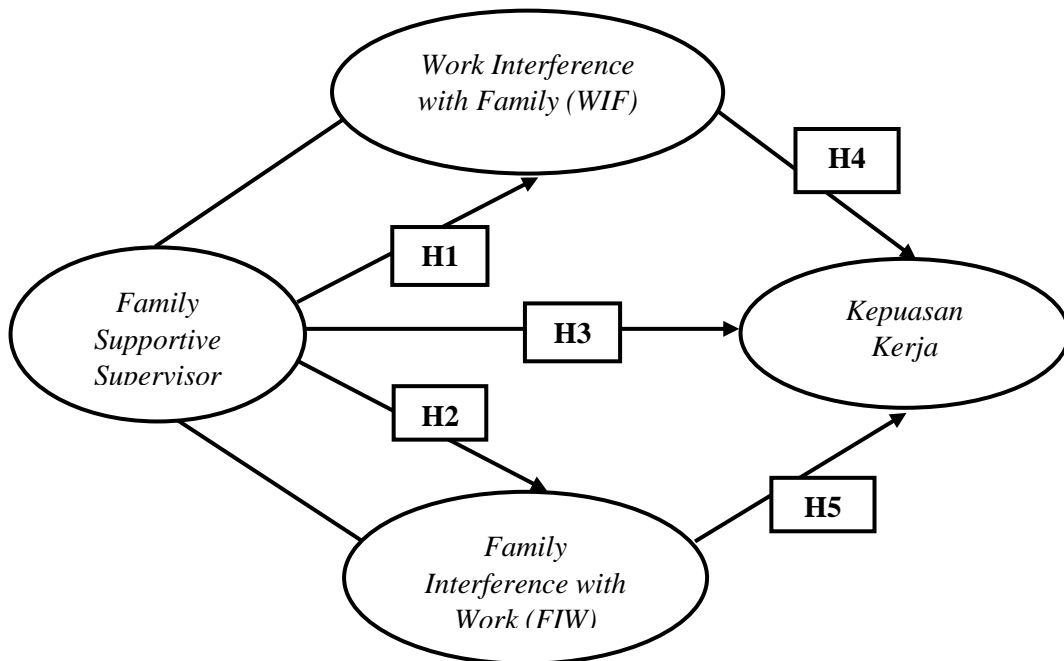 Work Interference
with Family (WIF)
H4
H1
Family
Supportive
Supervisor
H3
Kepuasan
Kerja
H2
H5
Family
Interference with
Work (FIW)